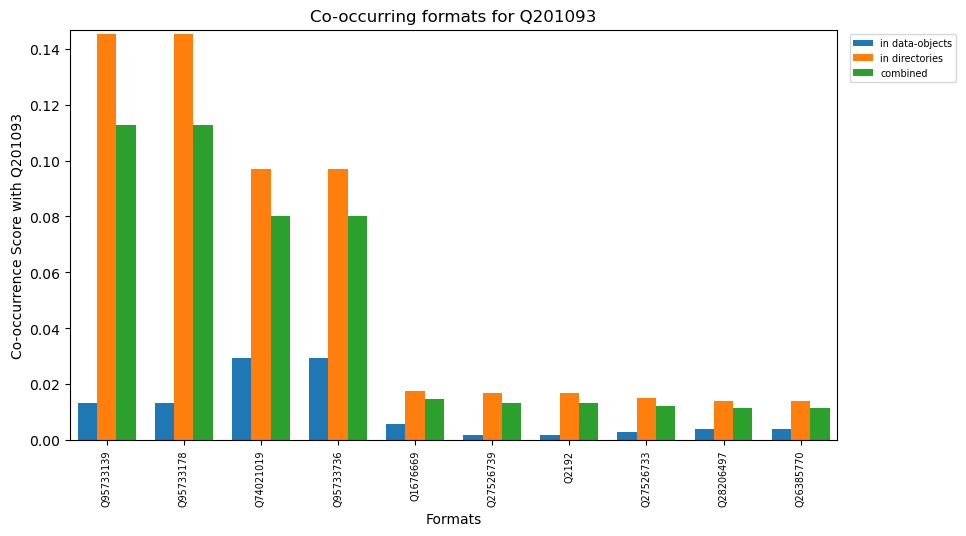 Co-occurring formats for Q201093
Co-occurrence Score with Q201093
0.14
0.12
0.10
0.08
0.06
0.04
0.02
0.00
in data-objects
in directories
combined
Q95733139
Q95733178
Q74021019
Q95733736
Q1676669
Q27526739
Q2192
Q27526733
Q28206497
Q26385770
Formats